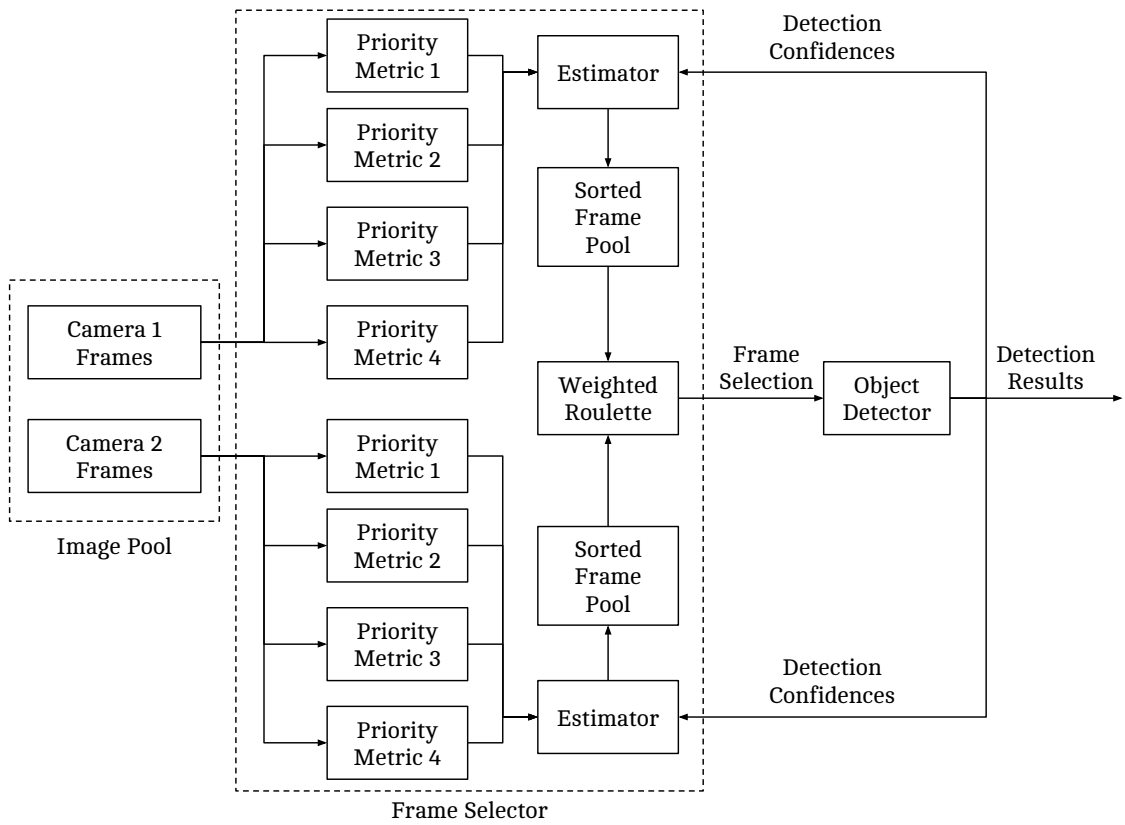 Priority
Metric 1
Priority
Metric 2
Priority
Metric 3
Priority
Metric 4
Estimator
Detection
Confidences
Sorted
Frame
Pool
Camera 1
Frames
Camera 2
Frames
Image Pool
Weighted
Roulette
Frame
Selection
Object
Detector
Detection
Results
Priority
Metric 1
Priority
Metric 2
Priority
Metric 3
Priority
Metric 4
Sorted
Frame
Pool
Estimator
Detection
Confidences
Frame Selector